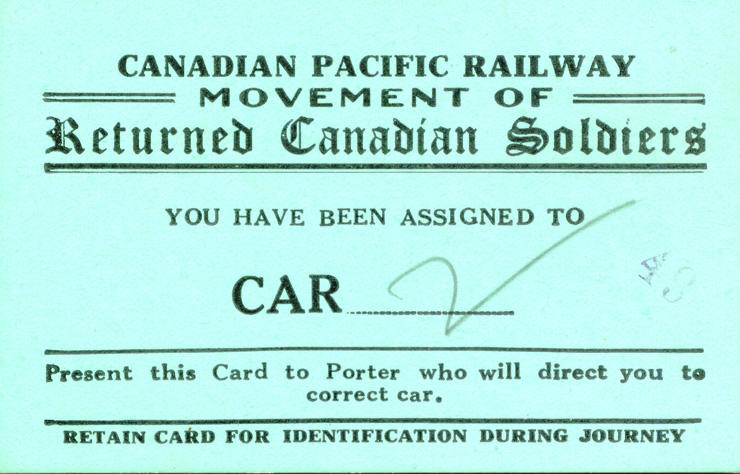 CANADIAN PACIFIC RAILWAY
MOVEMENT OF
Returned Canadian Soldiers
YOU HAVE BEEN ASSIGNED TO
CAR
Present this Card to Porter who will direct you to
correct car.
RETAIN CARD FOR IDENTIFICATION DURING JOURNEY